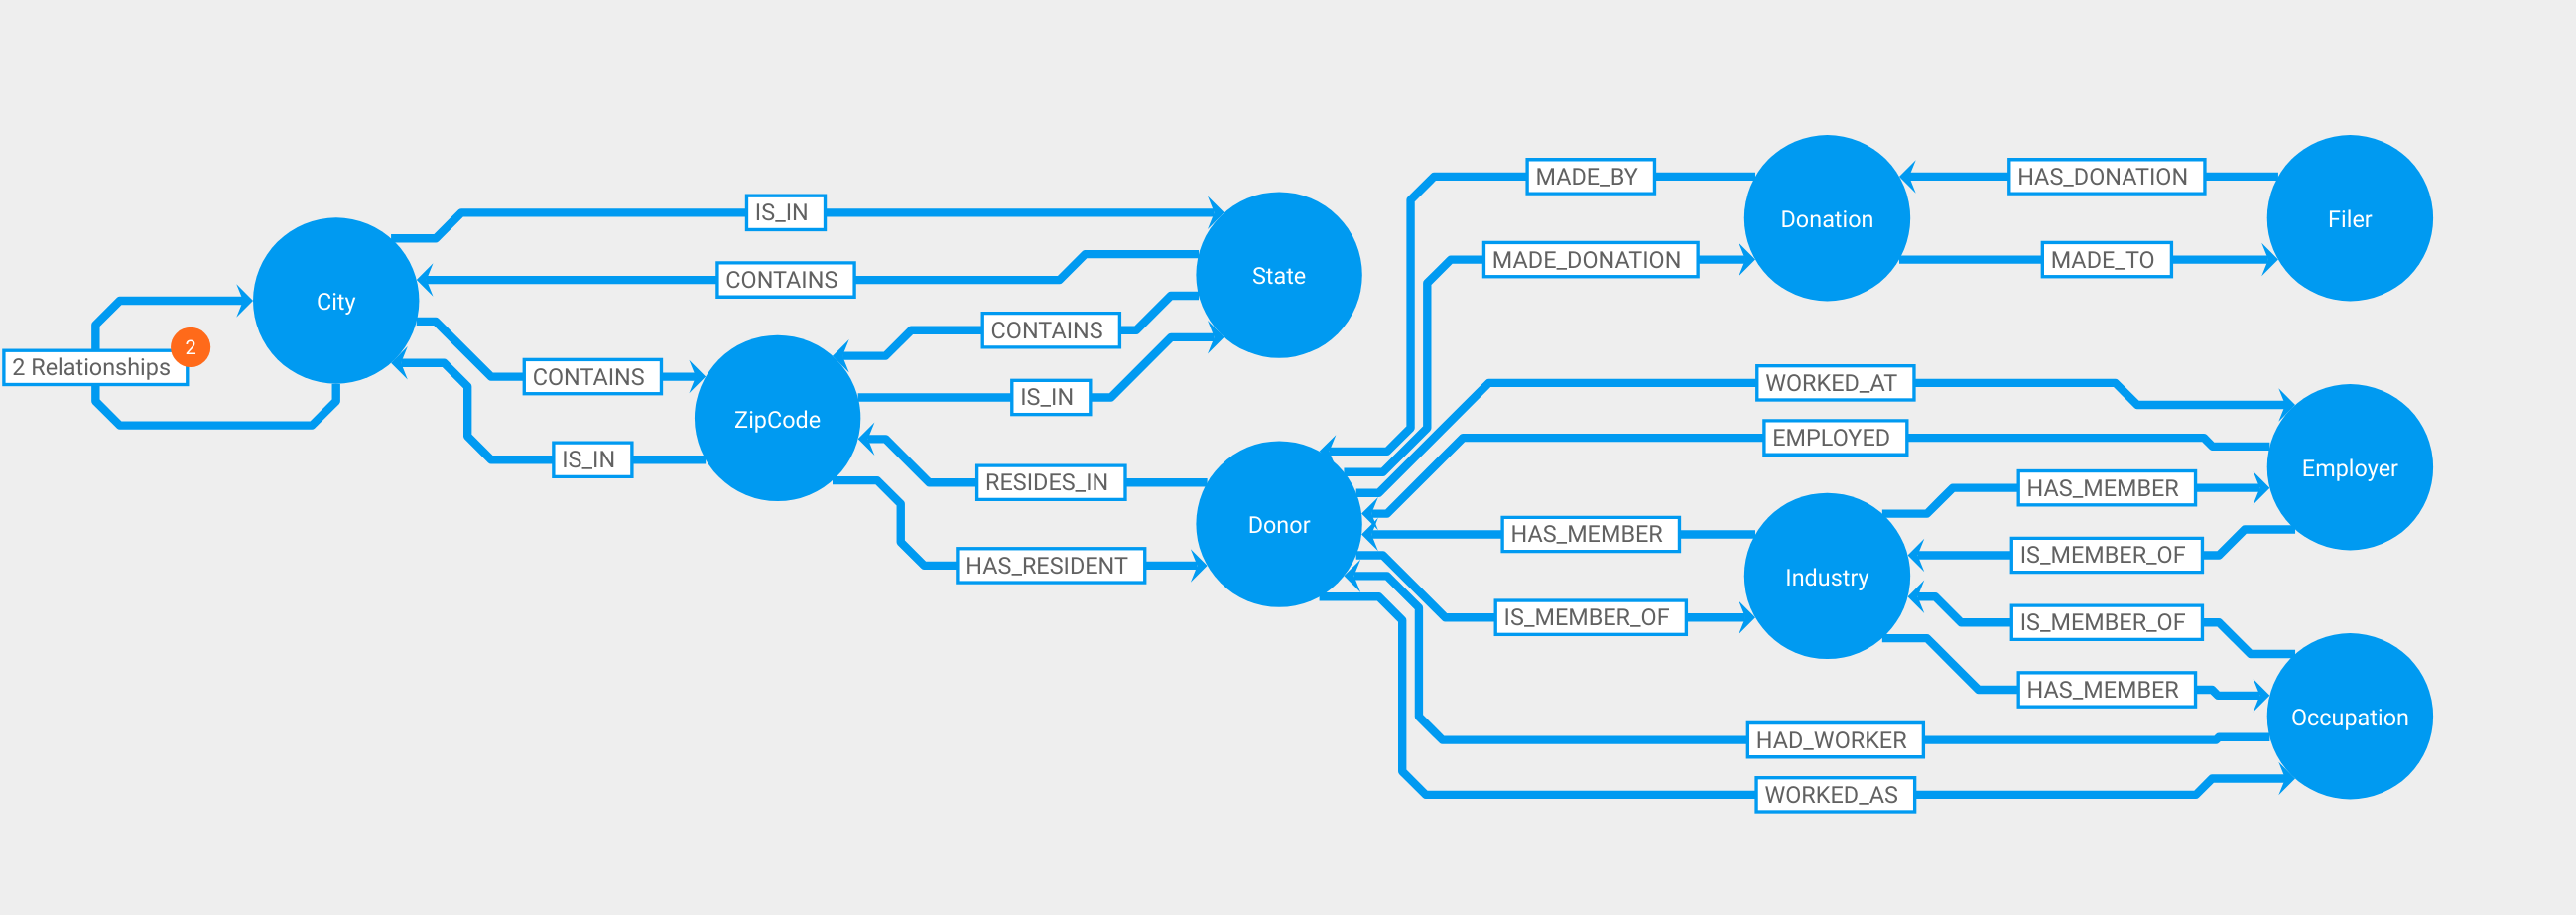 MADE_BY
HAS_DONATION
IS_IN
Donation
Filer
MADE_DONATION
MADE_TO
State
CONTAINS
City
CONTAINS
2
2 Relationships
CONTAINS
WORKED_AT
IS_IN
ZipCode
EMPLOYED
IS_IN
Employer
RESIDES_IN
HAS_MEMBER
Donor
HAS_MEMBER
IS_MEMBER_OF
HAS_RESIDENT
Industry
IS_MEMBER_OF
IS_MEMBER_OF
HAS_MEMBER
Occupation
HAD_WORKER
WORKED_AS